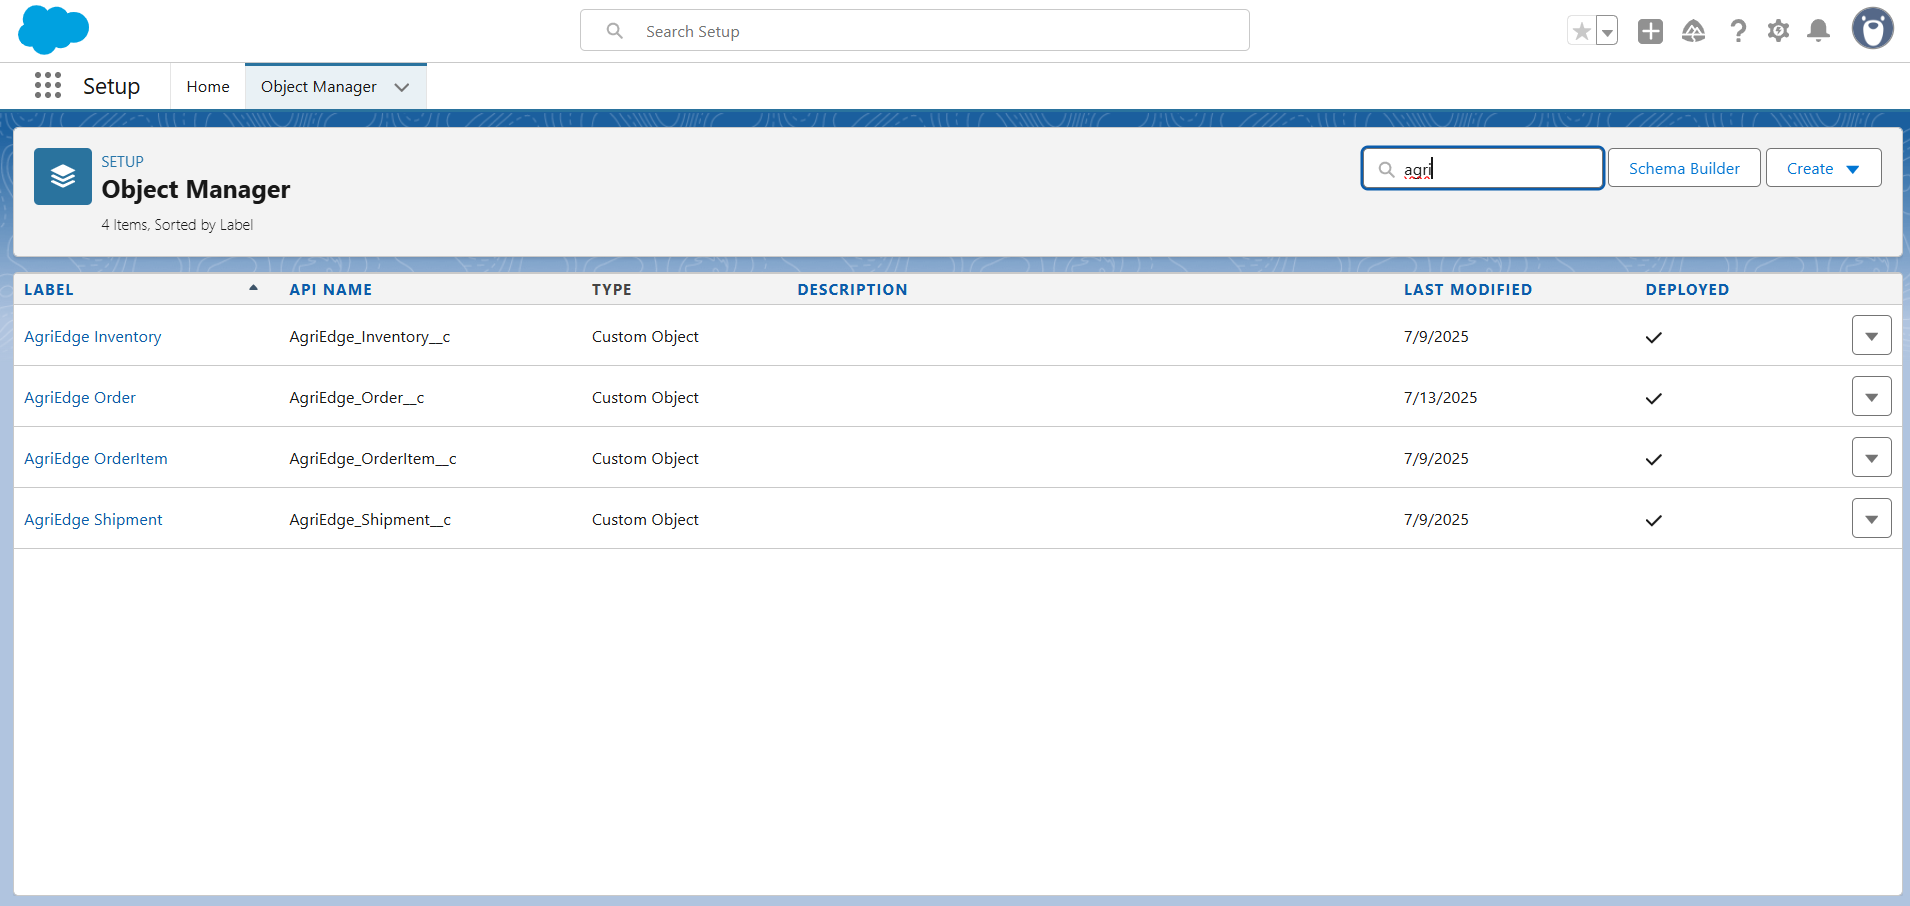 Search Setup
Setup
Home
Object Manager
SETUP
Object Manager
4 Items, Sorted by Label
agri
Schema Builder
Create
LABEL API NAME TYPE DESCRIPTION LAST MODIFIED DEPLOYED
AgriEdge Inventory AgriEdge_Inventory__c Custom Object 7/9/2025
AgriEdge Order AgriEdge_Order__c Custom Object 7/13/2025
AgriEdge OrderItem AgriEdge_OrderItem__c Custom Object 7/9/2025
AgriEdge Shipment AgriEdge_Shipment__c Custom Object 7/9/2025